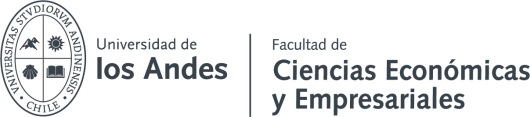 UNIVERSITAS STVDIORVM ANDINENSIS
· CHILE ·
Universidad de
los Andes
Facultad de
Ciencias Económicas
y Empresariales